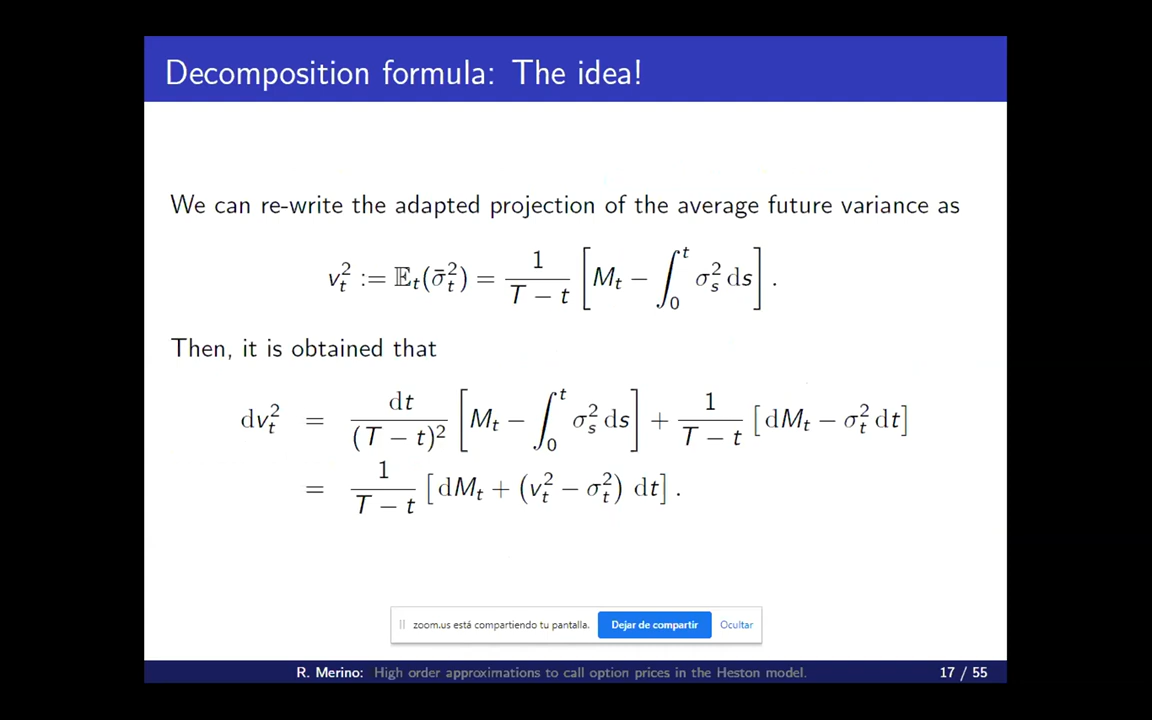 Decomposition formula: The idea!
We can re-write the adapted projection of the average future variance as
v_t^2 := 𝔼_t(σ̄_t^2) = 1/(T − t) [M_t − ∫_0^t σ_s^2 ds].
Then, it is obtained that
dv_t^2 = dt/(T − t)^2 [M_t − ∫_0^t σ_s^2 ds] + 1/(T − t) [dM_t − σ_t^2 dt]
= 1/(T − t) [dM_t + (v_t^2 − σ_t^2) dt].
zoom.us está compartiendo tu pantalla. Dejar de compartir Ocultar
R. Merino: High order approximations to call option prices in the Heston model. 17 / 55